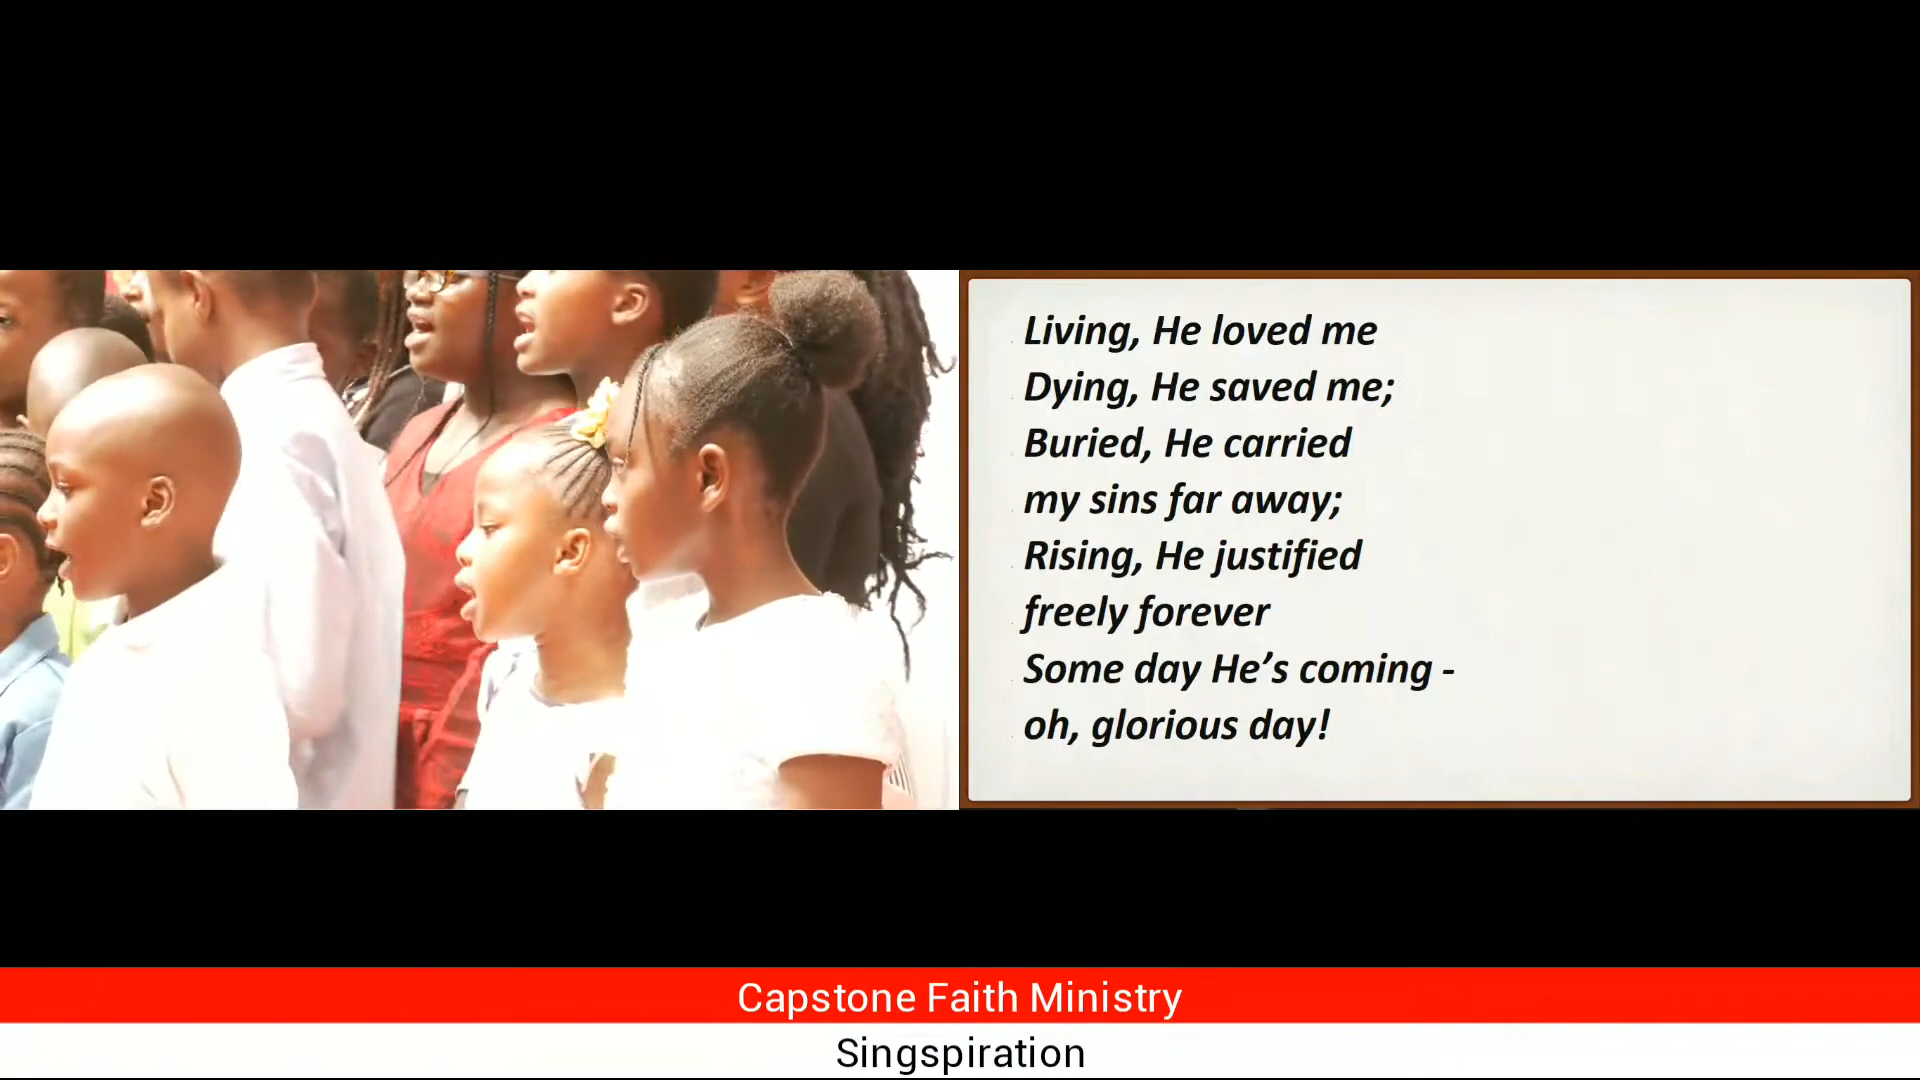 Living, He loved me
Dying, He saved me;
Buried, He carried
my sins far away;
Rising, He justified
freely forever
Some day He’s coming -
oh, glorious day!
Capstone Faith Ministry
Singspiration